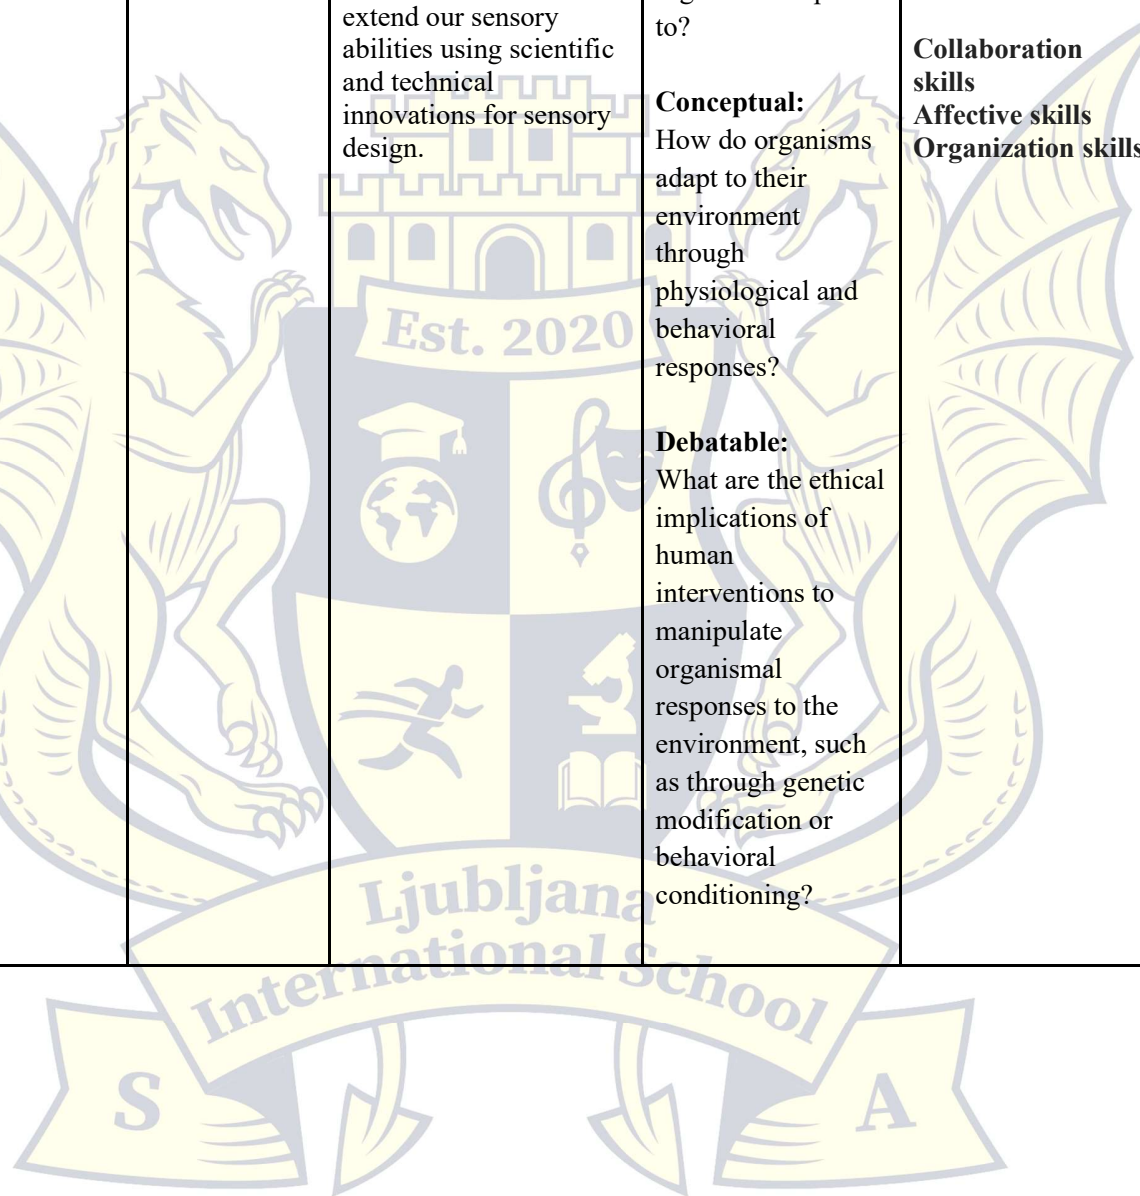 extend our sensory
abilities using scientific
and technical
innovations for sensory
design.
to?
Conceptual:
How do organisms
adapt to their
environment
through
physiological and
behavioral
responses?
Debatable:
What are the ethical
implications of
human
interventions to
manipulate
organismal
responses to the
environment, such
as through genetic
modification or
behavioral
conditioning?
Collaboration
skills
Affective skills
Organization skills
Est. 2020
Ljubljana
International School
S
A